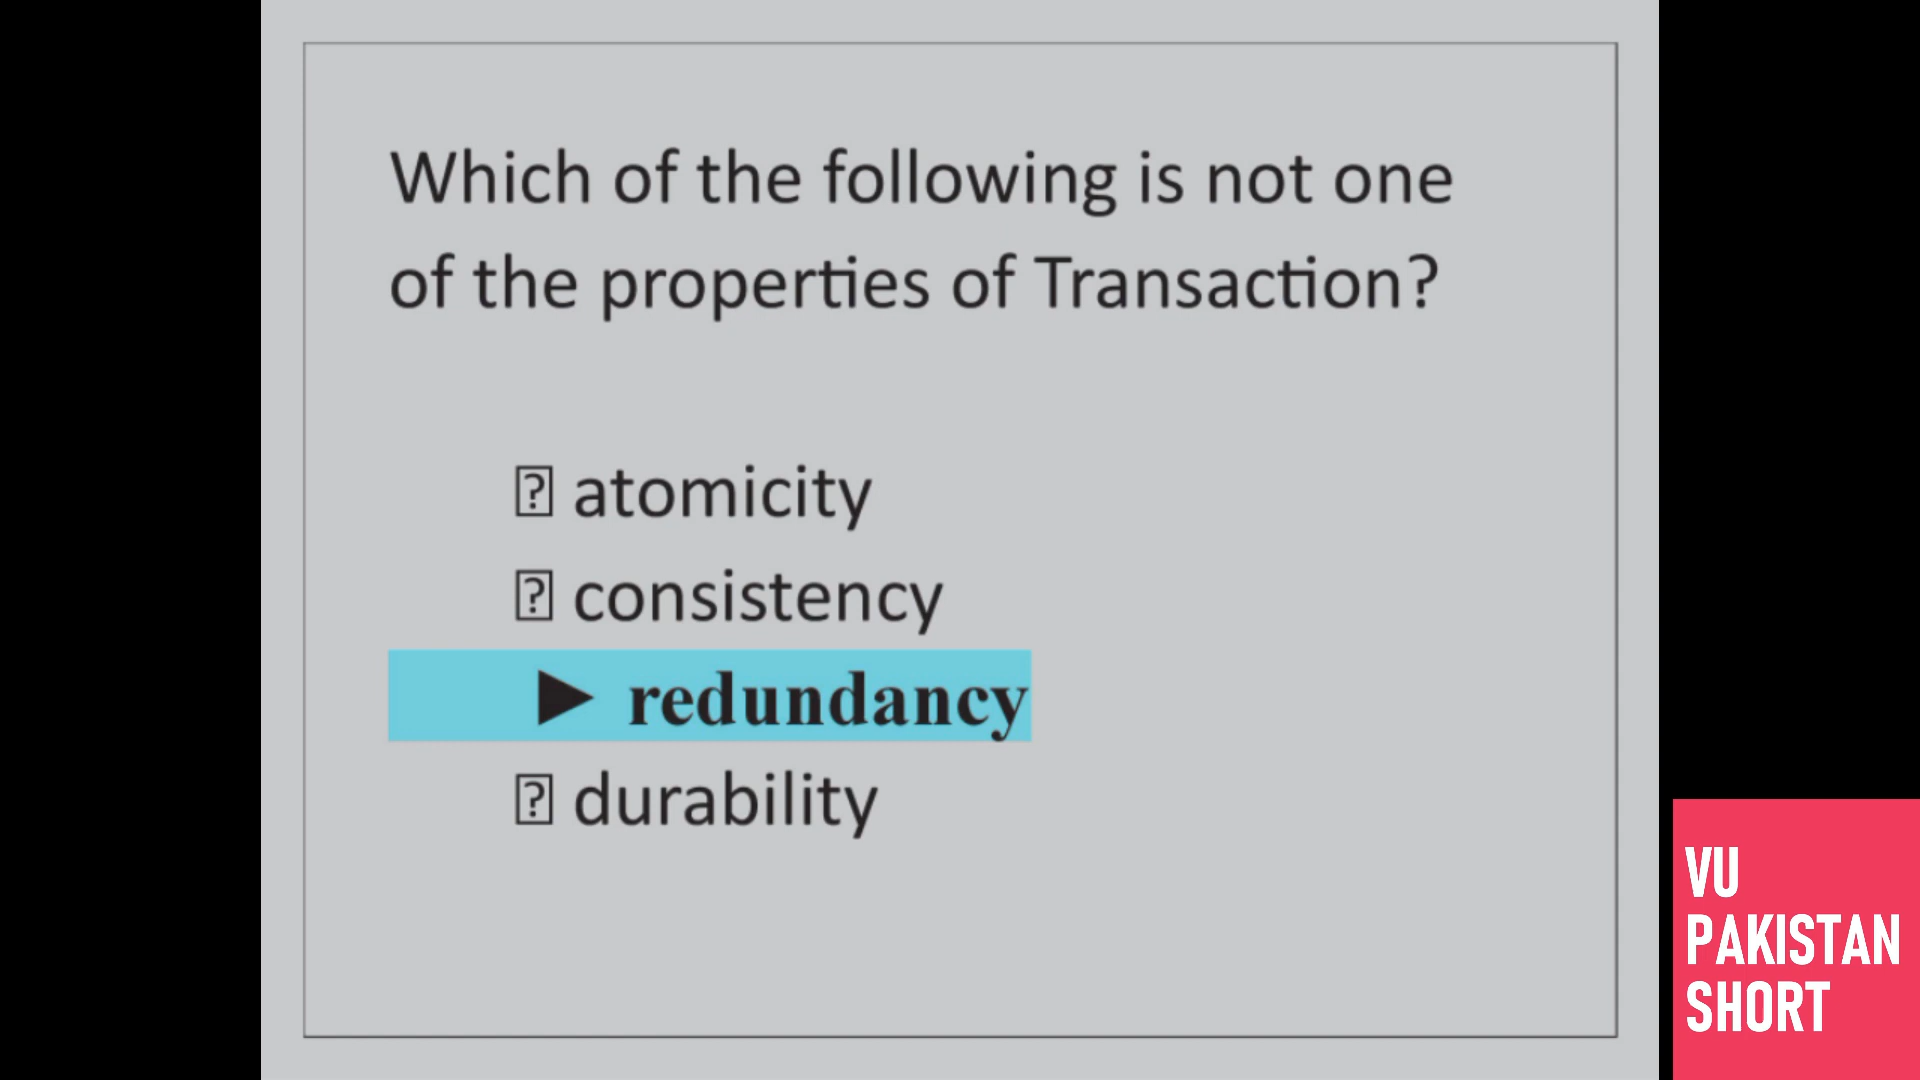 Which of the following is not one
of the properties of Transaction?
⍰ atomicity
⍰ consistency
► redundancy
⍰ durability
VU
PAKISTAN
SHORT